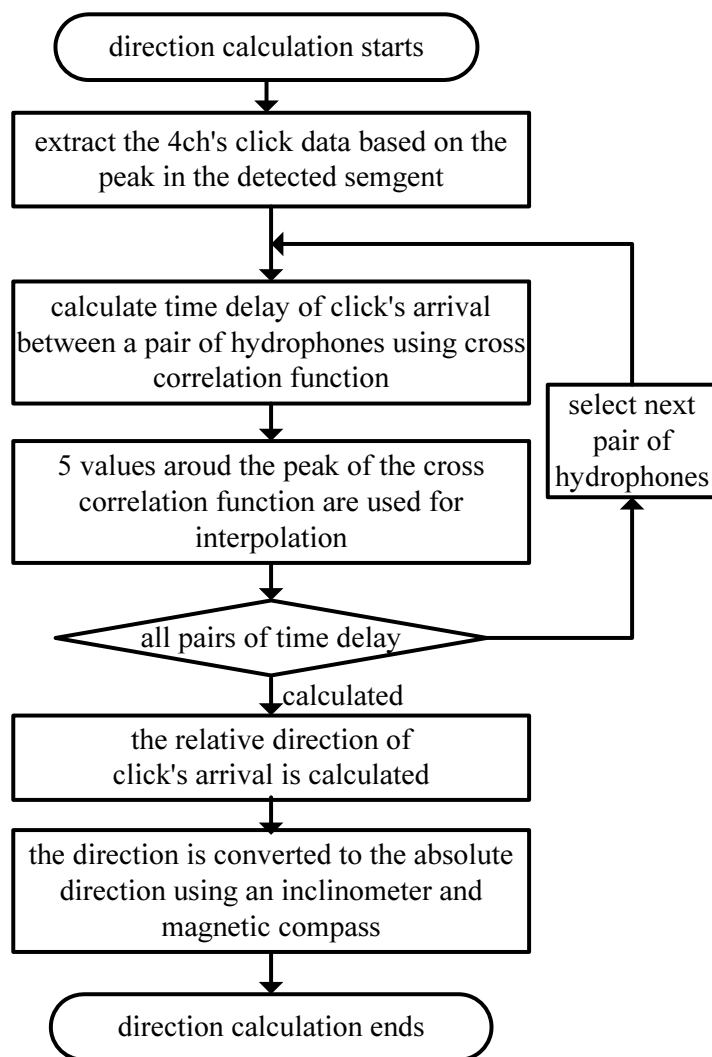 direction calculation starts
extract the 4ch's click data based on the
peak in the detected semgent
calculate time delay of click's arrival
between a pair of hydrophones using cross
correlation function
select next
pair of
hydrophones
5 values aroud the peak of the cross
correlation function are used for
interpolation
all pairs of time delay
calculated
the relative direction of
click's arrival is calculated
the direction is converted to the absolute
direction using an inclinometer and
magnetic compass
direction calculation ends